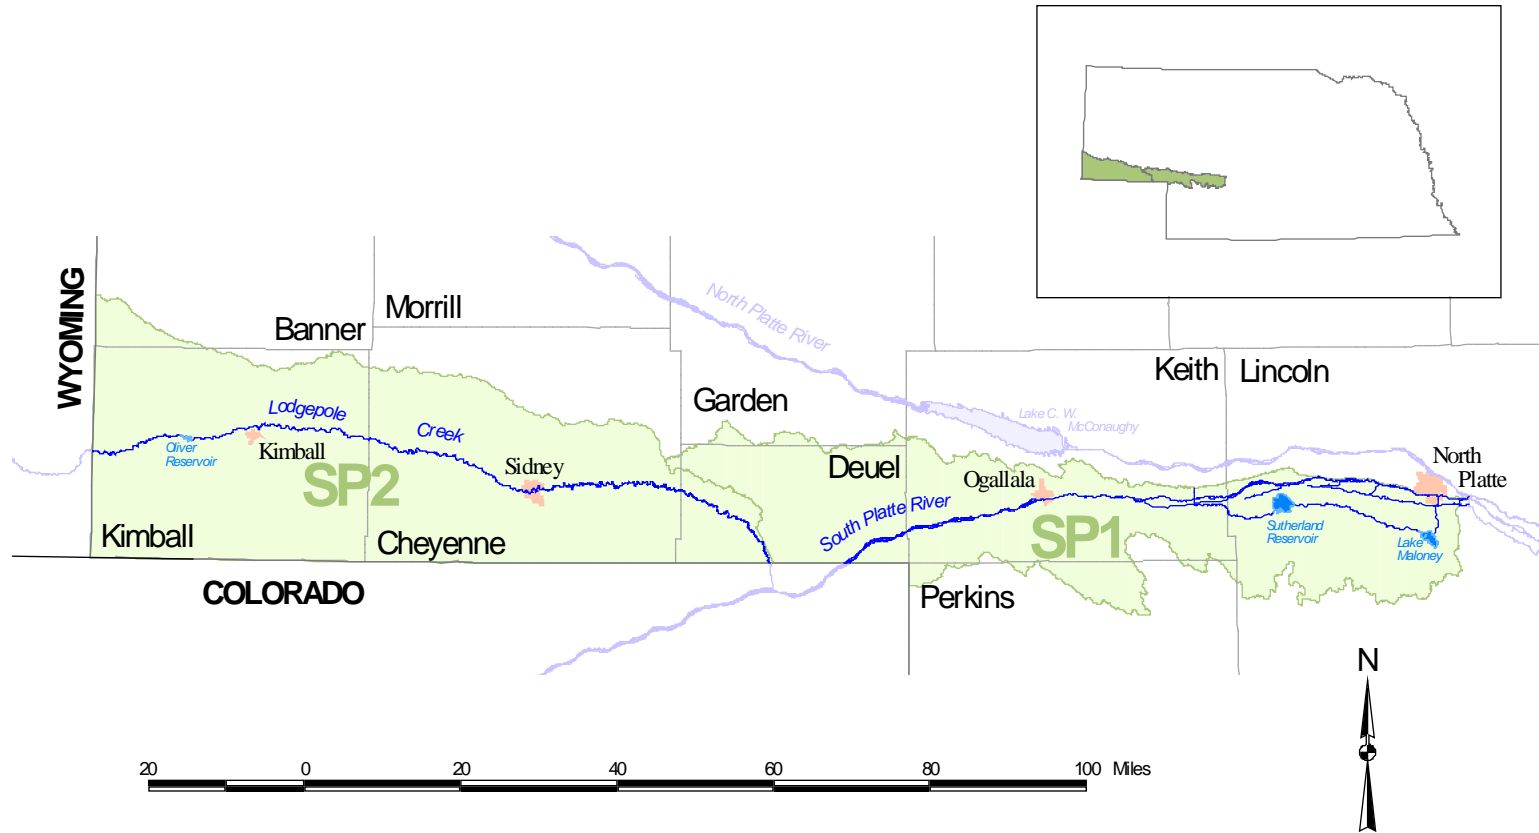 WYOMING
Banner
Morrill
North Platte River
Garden
Lake C. W.
McConaughy
Keith
Lincoln
Lodgepole
Creek
Oliver
Reservoir
Kimball
SP2
Sidney
Deuel
Ogallala
North
Platte
South Platte River
SP1
Sutherland
Reservoir
Lake
Maloney
Kimball
Cheyenne
COLORADO
Perkins
N
20 0 20 40 60 80 100 Miles